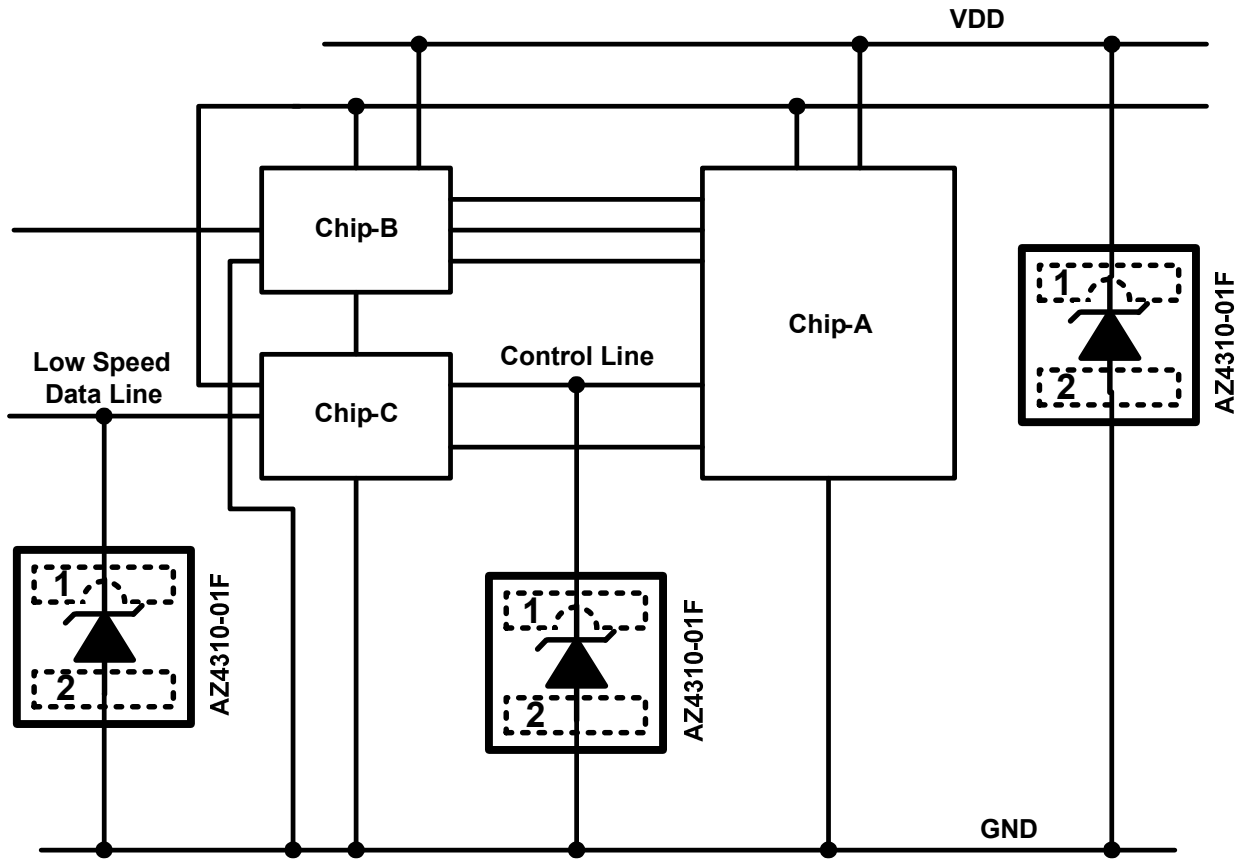 VDD
Chip-B
Chip-A
1
2
AZ4310-01F
Low Speed
Data Line
Control Line
Chip-C
1
2
AZ4310-01F
1
2
AZ4310-01F
GND